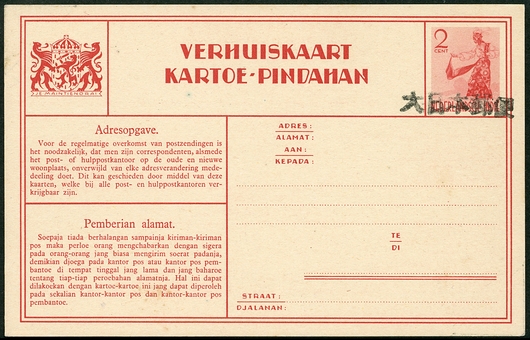 VERHUISKAART
KARTOE-PINDAHAN
2
CENT
JE MAINTIENDRAI
大日本郵便
Adresopgave.
Voor de regelmatige overkomst van postzendingen is
het noodzakelijk, dat men zijn correspondenten, alsmede
het post- of hulppostkantoor op de oude en nieuwe
woonplaats, onverwijld van elke adresverandering mede-
deeling doet. Dit kan geschieden door middel van deze
kaarten, welke bij alle post- en hulppostkantoren ver-
krijgbaar zijn.
Pemberian alamat.
Soepaja tiada berhalangan sampainja kiriman-kiriman
pos maka perloe orang mengchabarkan dengan sigera
pada orang-orang jang biasa mengirim soerat padanja,
demikian djoega pada kantor pos atau kantor pos pem-
bantoe di tempat tinggal jang lama dan jang baharoe
tentang tiap-tiap peroebahan alamatnja. Hal ini dapat
dilakoekan dengan kartoe-kartoe ini jang dapat diperoleh
pada sekalian kantor-kantor pos dan kantor-kantor pos
pembantoe.
ADRES:
ALAMAT:
AAN:
KEPADA:
TE
DI
STRAAT:
DJALANAN: